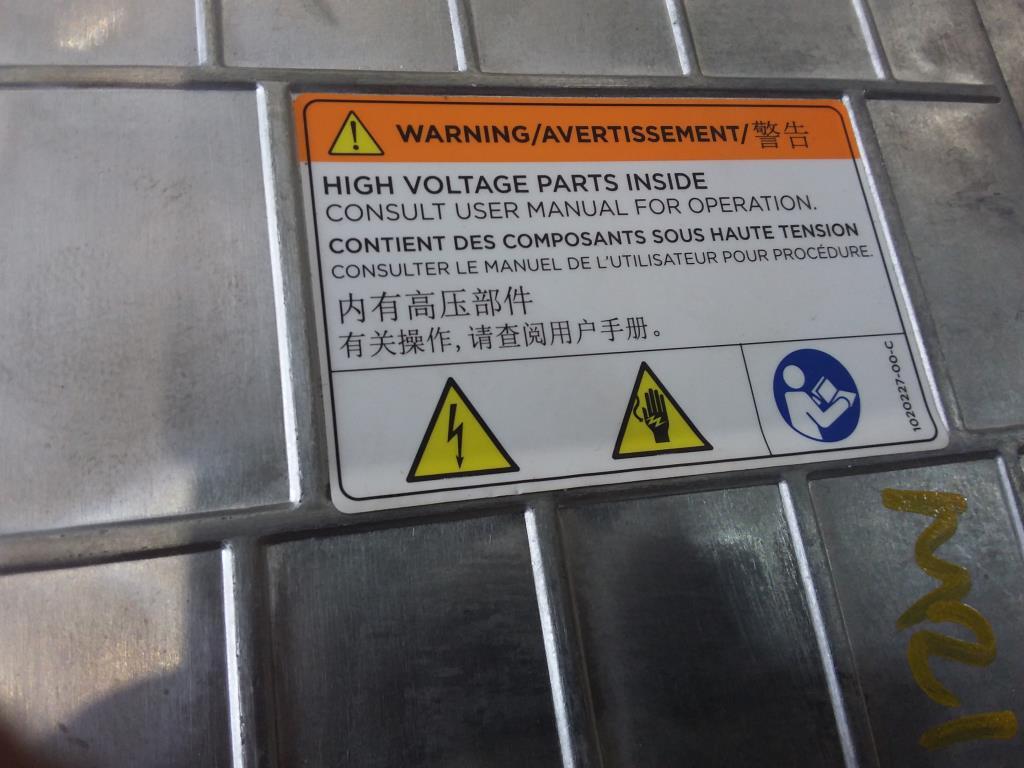 WARNING/AVERTISSEMENT/警告
HIGH VOLTAGE PARTS INSIDE
CONSULT USER MANUAL FOR OPERATION.
CONTIENT DES COMPOSANTS SOUS HAUTE TENSION
CONSULTER LE MANUEL DE L'UTILISATEUR POUR PROCÉDURE.
内有高压部件
有关操作,请查阅用户手册。
1020227-00-C